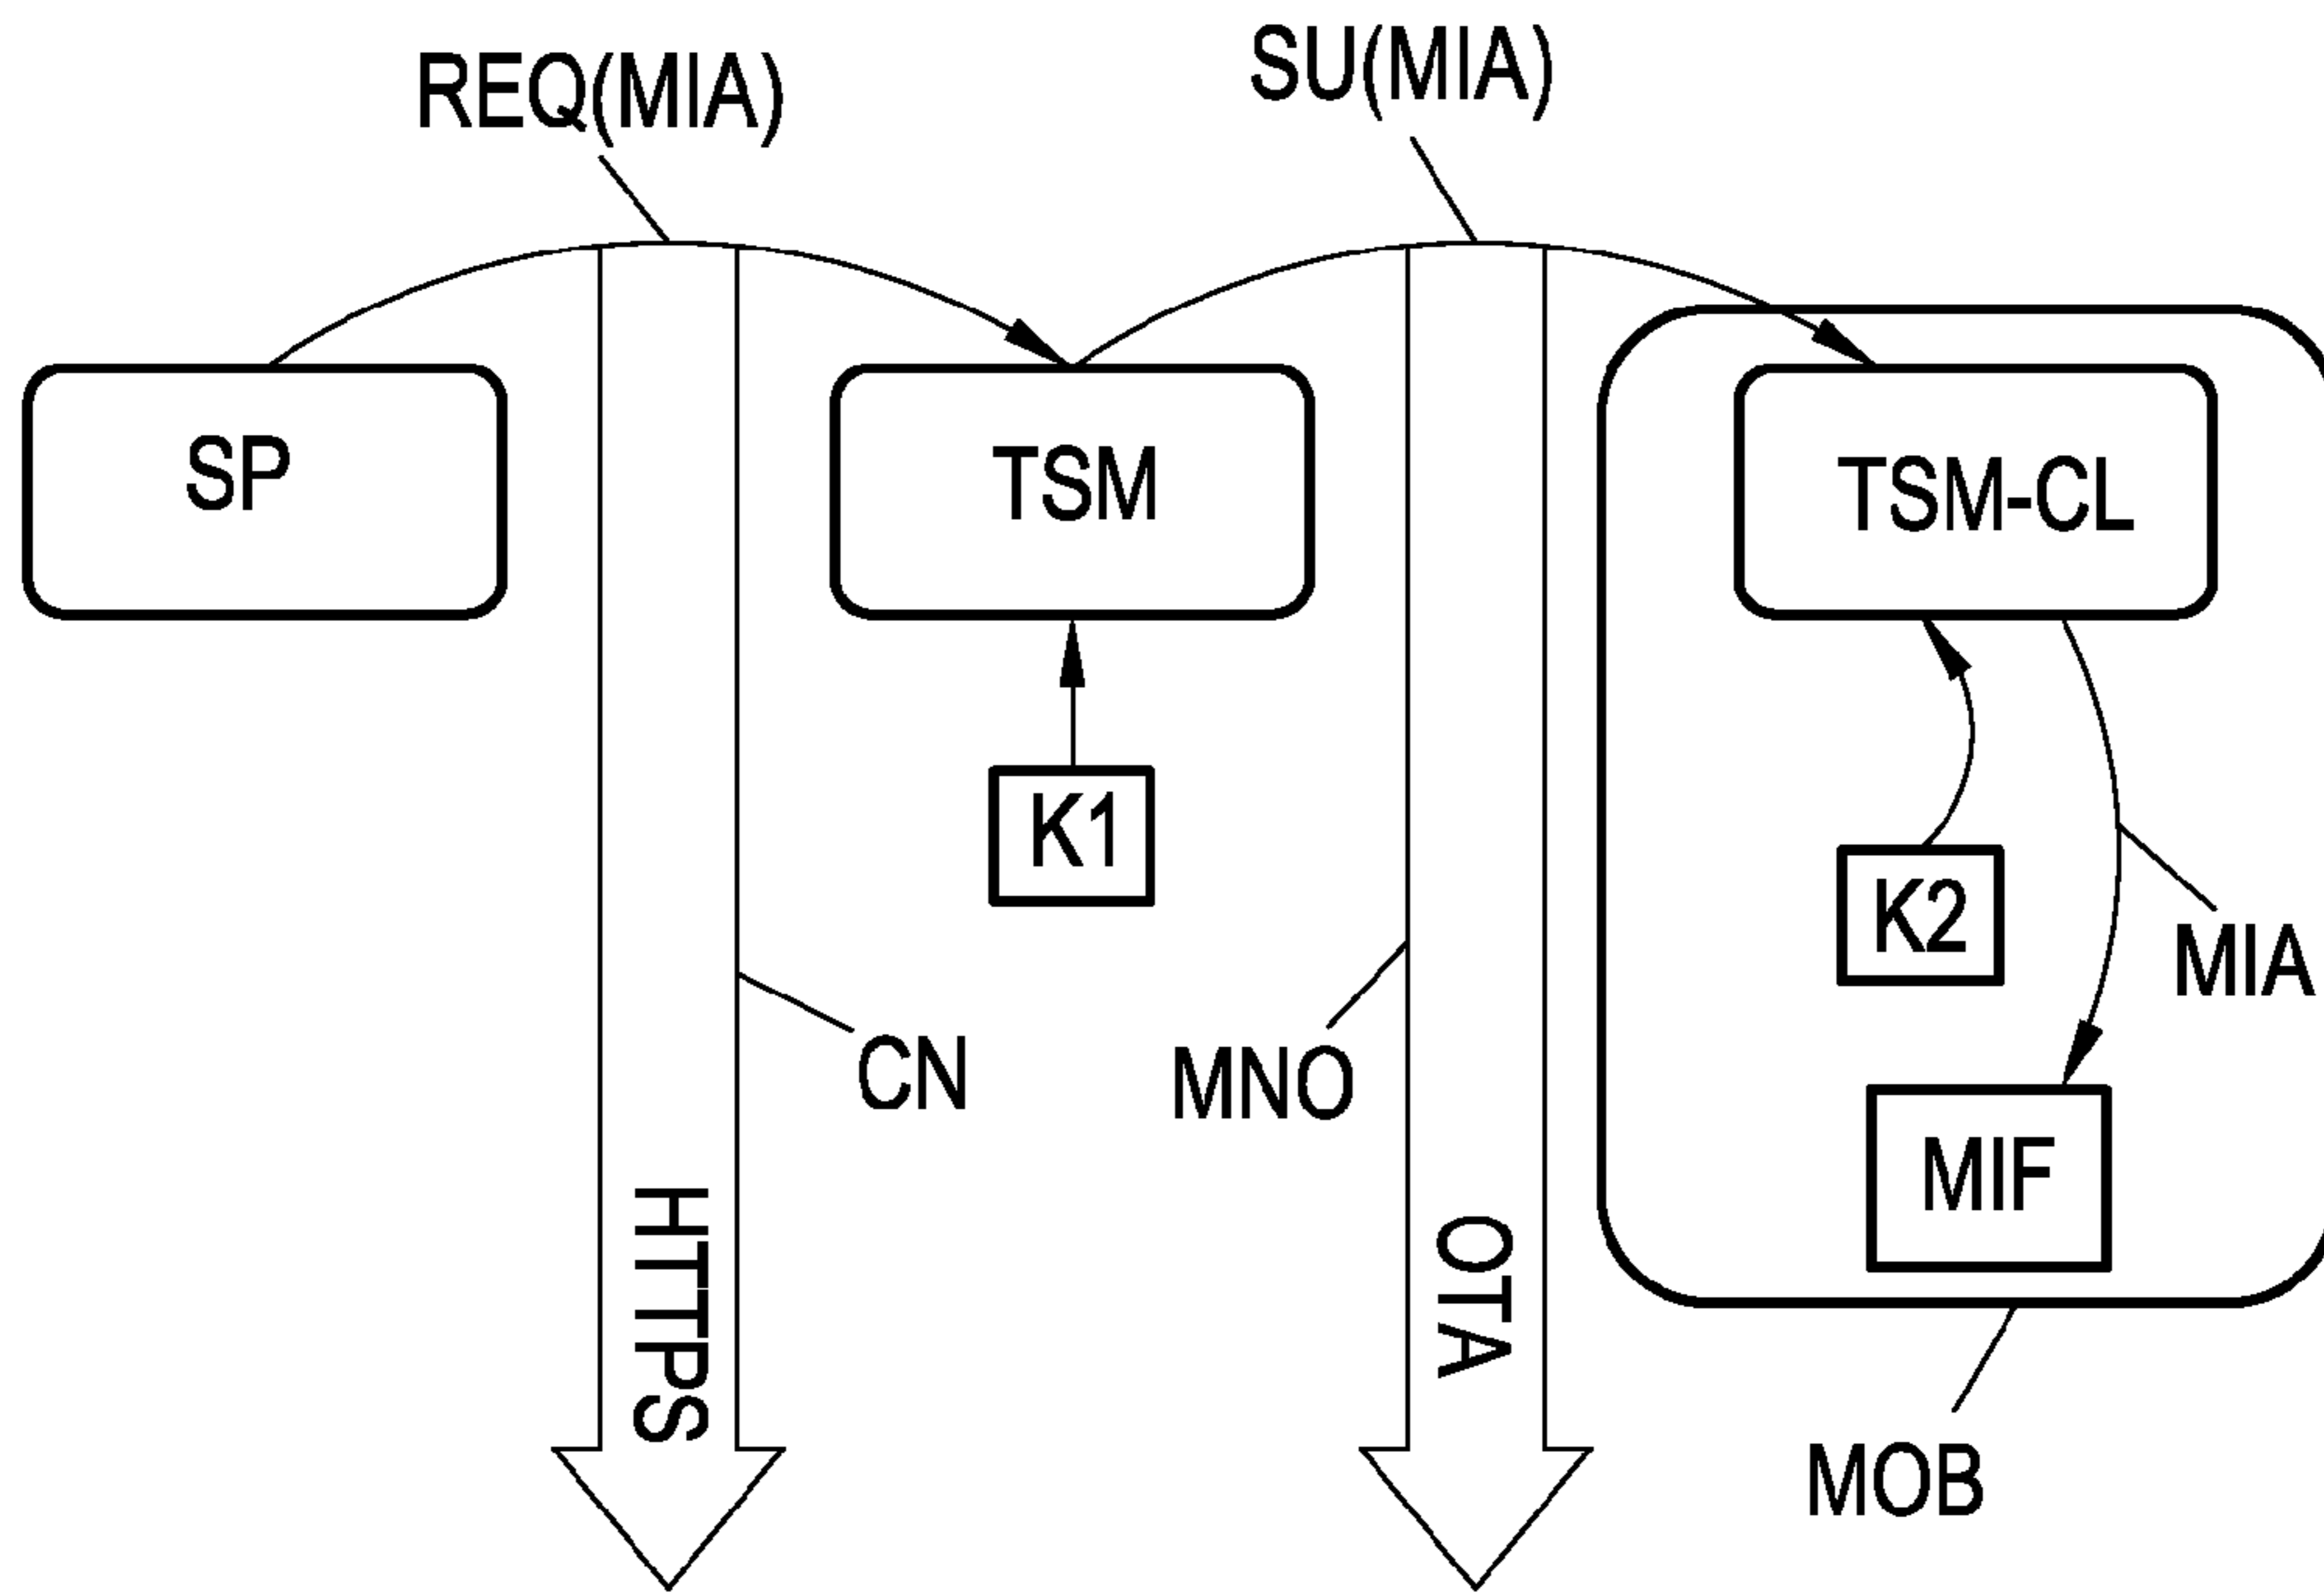 REQ(MIA)
SU(MIA)
SP
TSM
TSM-CL
K1
K2
MIA
CN
MNO
MIF
HTTPS
OTA
MOB